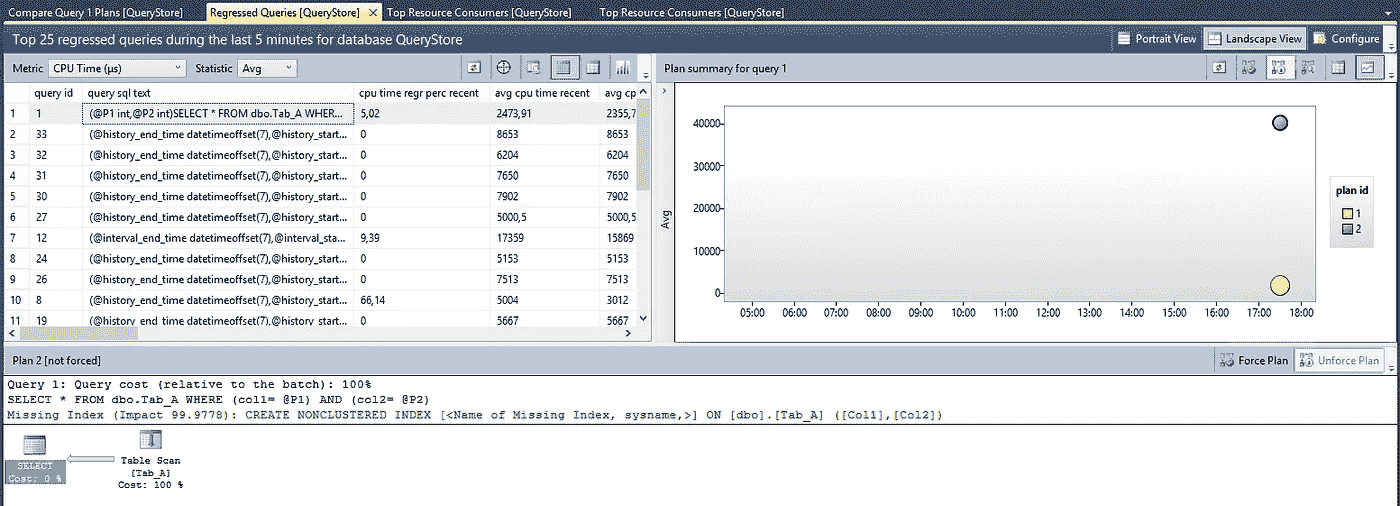 Compare Query 1 Plans [QueryStore] Regressed Queries [QueryStore] Top Resource Consumers [QueryStore] Top Resource Consumers [QueryStore]
Top 25 regressed queries during the last 5 minutes for database QueryStore Portrait View Landscape View Configure
Metric CPU Time (µs) Statistic Avg
query id query sql text cpu time regr perc recent avg cpu time recent avg cp
1 1 (@P1 int,@P2 int)SELECT * FROM dbo.Tab_A WHER... 5,02 2473,91 2355,7
2 33 (@history_end_time datetimeoffset(7),@history_start... 0 8653 8653
3 32 (@history_end_time datetimeoffset(7),@history_start... 0 6204 6204
4 31 (@history_end_time datetimeoffset(7),@history_start... 0 7650 7650
5 30 (@history_end_time datetimeoffset(7),@history_start... 0 7902 7902
6 27 (@history_end_time datetimeoffset(7),@history_start... 0 5000,5 5000,5
7 12 (@interval_end_time datetimeoffset(7),@interval_sta... 9,39 17359 15869
8 24 (@history_end_time datetimeoffset(7),@history_start... 0 5153 5153
9 26 (@history_end_time datetimeoffset(7),@history_start... 0 7513 7513
10 8 (@history_end_time datetimeoffset(7),@history_start... 66,14 5004 3012
11 19 (@history_end_time datetimeoffset(7),@history_start... 0 5667 5667
Plan summary for query 1
Avg
40000
30000
20000
10000
0
05:00 06:00 07:00 08:00 09:00 10:00 11:00 12:00 13:00 14:00 15:00 16:00 17:00 18:00
plan id
1
2
Plan 2 [not forced] Force Plan Unforce Plan
Query 1: Query cost (relative to the batch): 100%
SELECT * FROM dbo.Tab_A WHERE (col1= @P1) AND (col2= @P2)
Missing Index (Impact 99.9778): CREATE NONCLUSTERED INDEX [<Name of Missing Index, sysname,>] ON [dbo].[Tab_A] ([Col1],[Col2])
SELECT
Cost: 0 %
Table Scan
[Tab_A]
Cost: 100 %